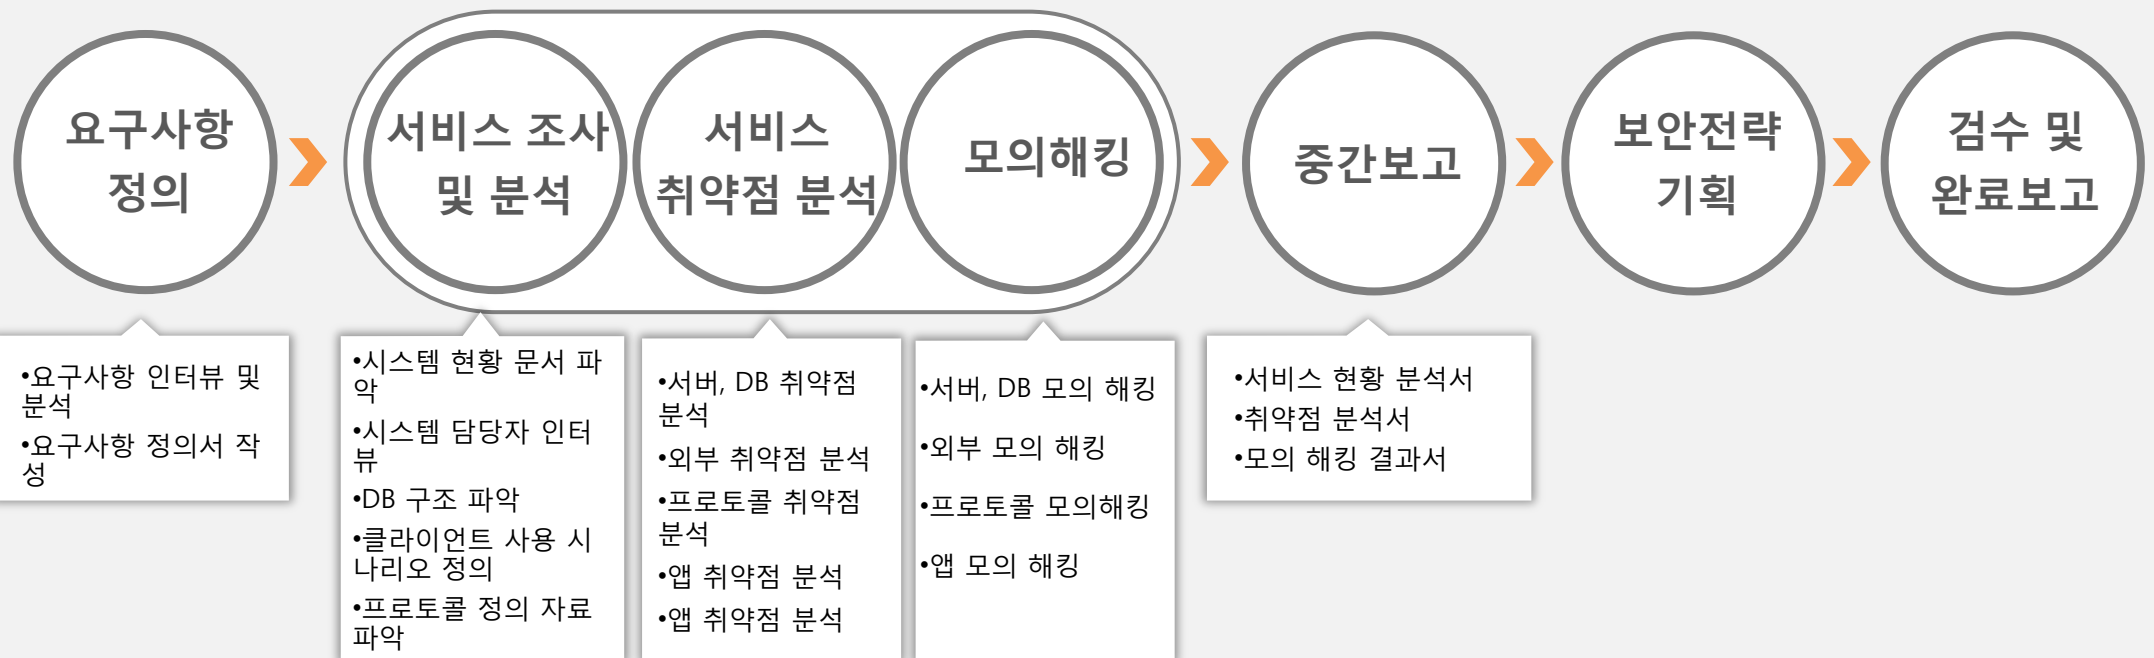 요구사항
정의
서비스 조사
및 분석
서비스
취약점 분석
모의해킹
중간보고
보안전략
기획
검수 및
완료보고
•요구사항 인터뷰 및
분석
•요구사항 정의서 작
성
•시스템 현황 문서 파
악
•시스템 담당자 인터
뷰
•DB 구조 파악
•클라이언트 사용 시
나리오 정의
•프로토콜 정의 자료
파악
•서버, DB 취약점
분석
•외부 취약점 분석
•프로토콜 취약점
분석
•앱 취약점 분석
•앱 취약점 분석
•서버, DB 모의 해킹
•외부 모의 해킹
•프로토콜 모의해킹
•앱 모의 해킹
•서비스 현황 분석서
•취약점 분석서
•모의 해킹 결과서